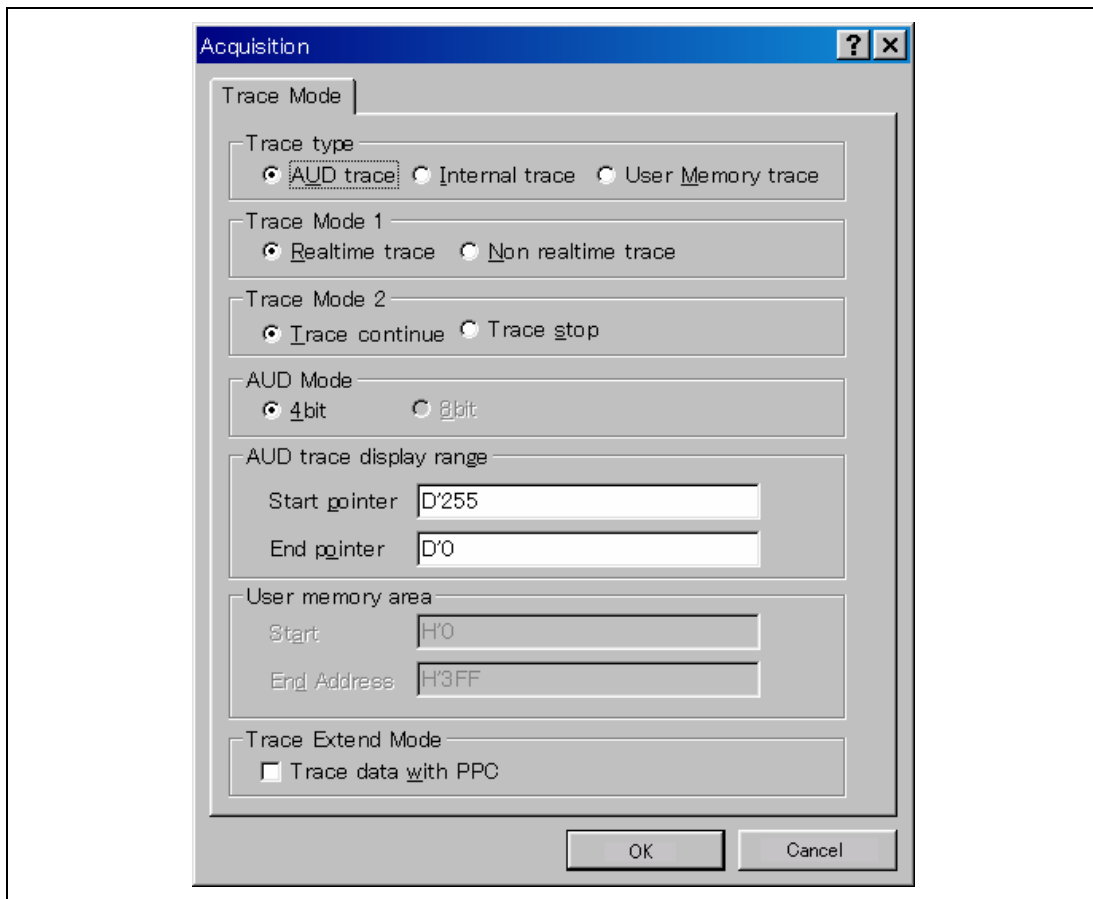 Acquisition
Trace Mode
Trace type
AUD trace Internal trace User Memory trace
Trace Mode 1
Realtime trace Non realtime trace
Trace Mode 2
Trace continue Trace stop
AUD Mode
4bit 8bit
AUD trace display range
Start pointer D'255
End pointer D'0
User memory area
Start H'0
End Address H'3FF
Trace Extend Mode
Trace data with PPC
OK Cancel